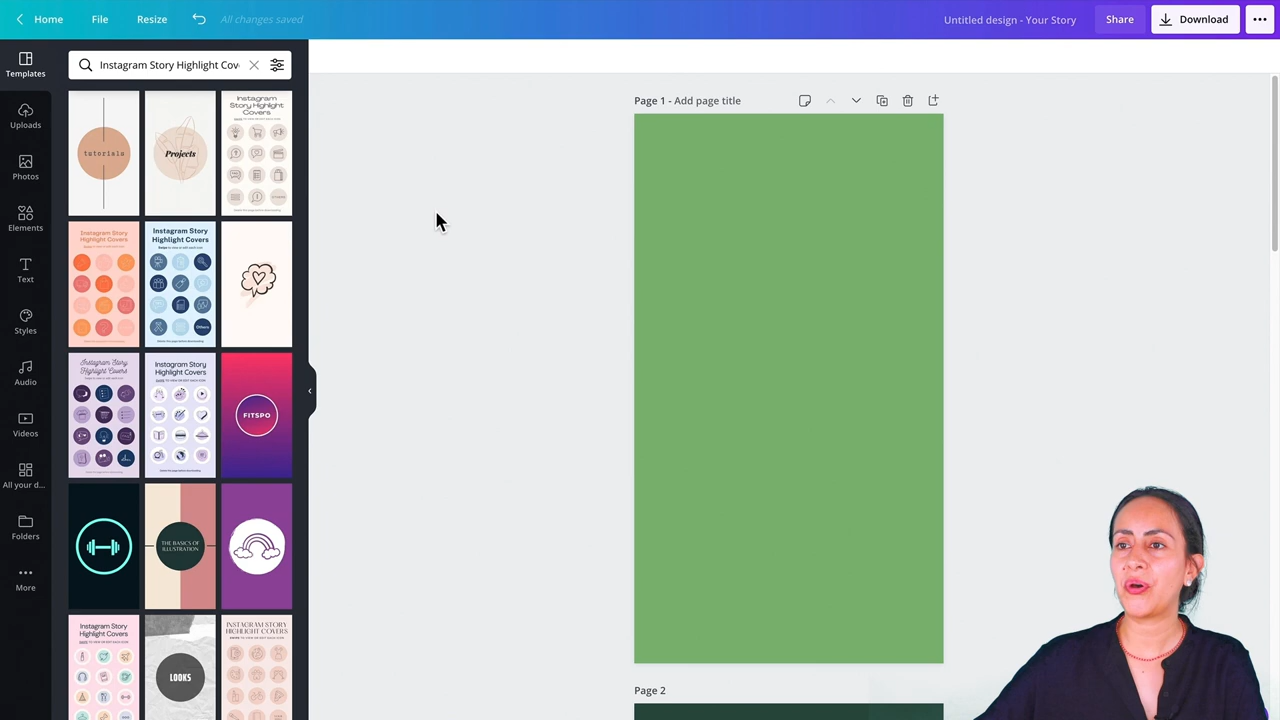 Home
File
Resize
All changes saved
Untitled design - Your Story
Share
Download
Templates
Uploads
Photos
Elements
Text
Styles
Audio
Videos
All your d...
Folders
More
Instagram Story Highlight Cov
tutorials
Projects
Instagram
Story Highlight
Covers
Instagram Story
Highlight Covers
Instagram Story
Highlight Covers
Others
Instagram Story
Highlight Covers
Instagram Story
Highlight Covers
FITSPO
THE BASICS OF
ILLUSTRATION
Instagram Story
Highlight Covers
LOOKS
INSTAGRAM STORY
HIGHLIGHT COVERS
Page 1 - Add page title
Page 2